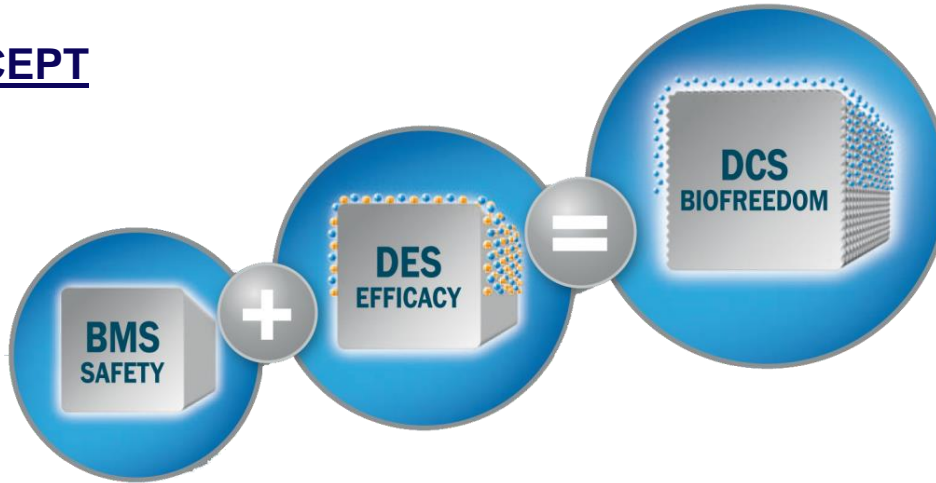 CEPT
BMS
SAFETY
+
DES
EFFICACY
=
DCS
BIOFREEDOM